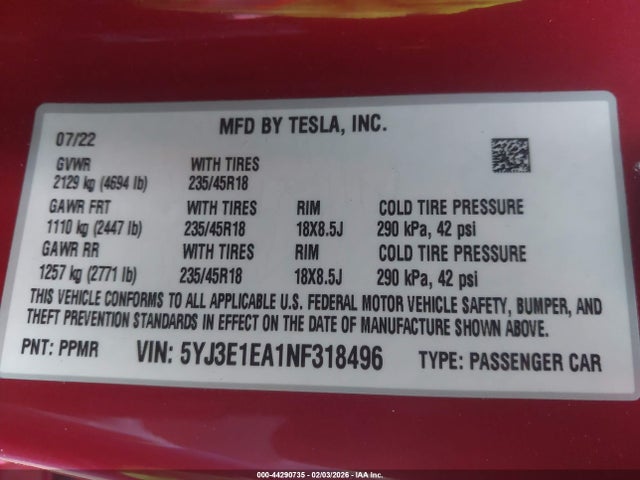 MFD BY TESLA, INC.
07/22
GVWR WITH TIRES
2129 kg (4694 lb) 235/45R18
GAWR FRT WITH TIRES RIM COLD TIRE PRESSURE
1110 kg (2447 lb) 235/45R18 18X8.5J 290 kPa, 42 psi
GAWR RR WITH TIRES COLD TIRE PRESSURE
1257 kg (2771 lb) 235/45R18 18X8.5J 290 kPa, 42 psi
THIS VEHICLE CONFORMS TO ALL APPLICABLE U.S. FEDERAL MOTOR VEHICLE SAFETY, BUMPER, AND
THEFT PREVENTION STANDARDS IN EFFECT ON THE DATE OF MANUFACTURE SHOWN ABOVE.
PNT: PPMR VIN: 5YJ3E1EA1NF318496 TYPE: PASSENGER CAR
000-44290735 - 02/03/2026 - IAA Inc.